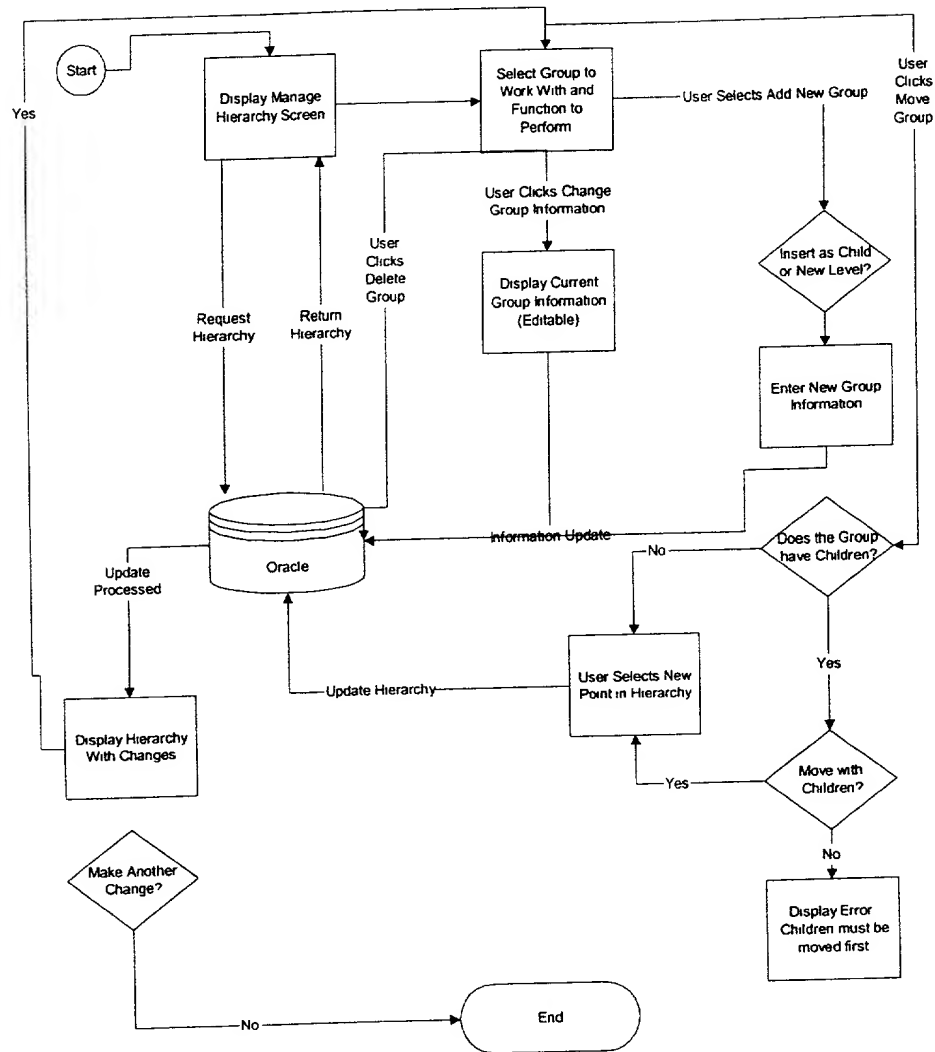 Start
Display Manage
Hierarchy Screen
Select Group to
Work With and
Function to
Perform
User Selects Add New Group
User
Clicks
Move
Group
Yes
User Clicks Change
Group Information
User
Clicks
Delete
Group
Insert as Child
or New Level?
Display Current
Group Information
(Editable)
Request
Hierarchy
Return
Hierarchy
Enter New Group
Information
Information Update
Does the Group
have Children?
No
Oracle
Update
Processed
Yes
User Selects New
Point in Hierarchy
Update Hierarchy
Display Hierarchy
With Changes
Move with
Children?
Yes
No
Make Another
Change?
Display Error
Children must be
moved first
No
End